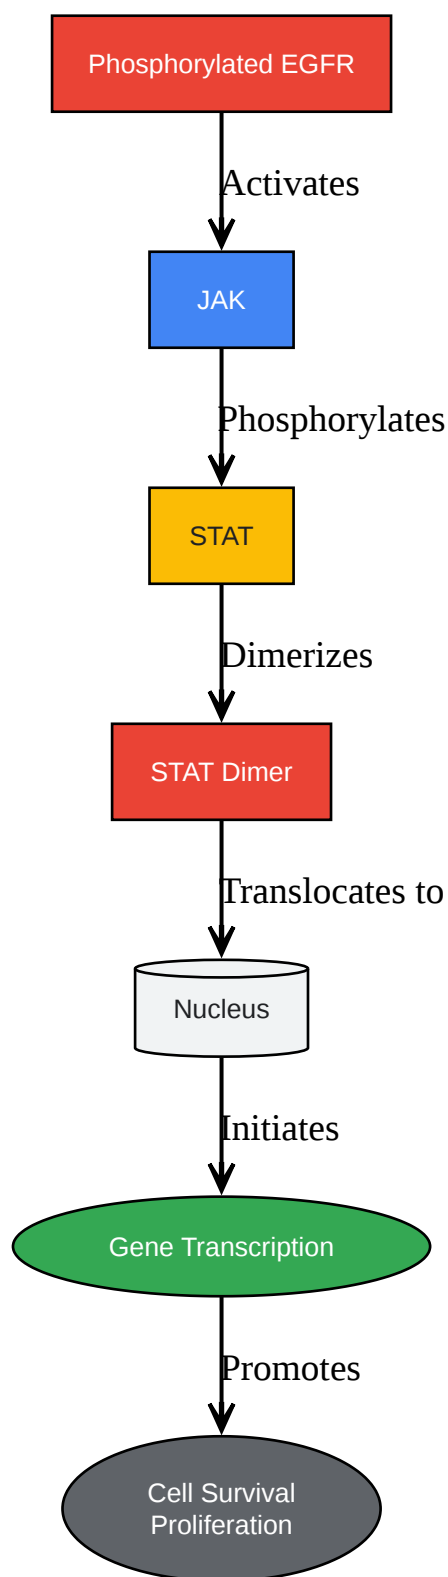 Phosphorylated EGFR
Activates
JAK
Phosphorylates
STAT
Dimerizes
STAT Dimer
Translocates to
Nucleus
Initiates
Gene Transcription
Promotes
Cell Survival
Proliferation